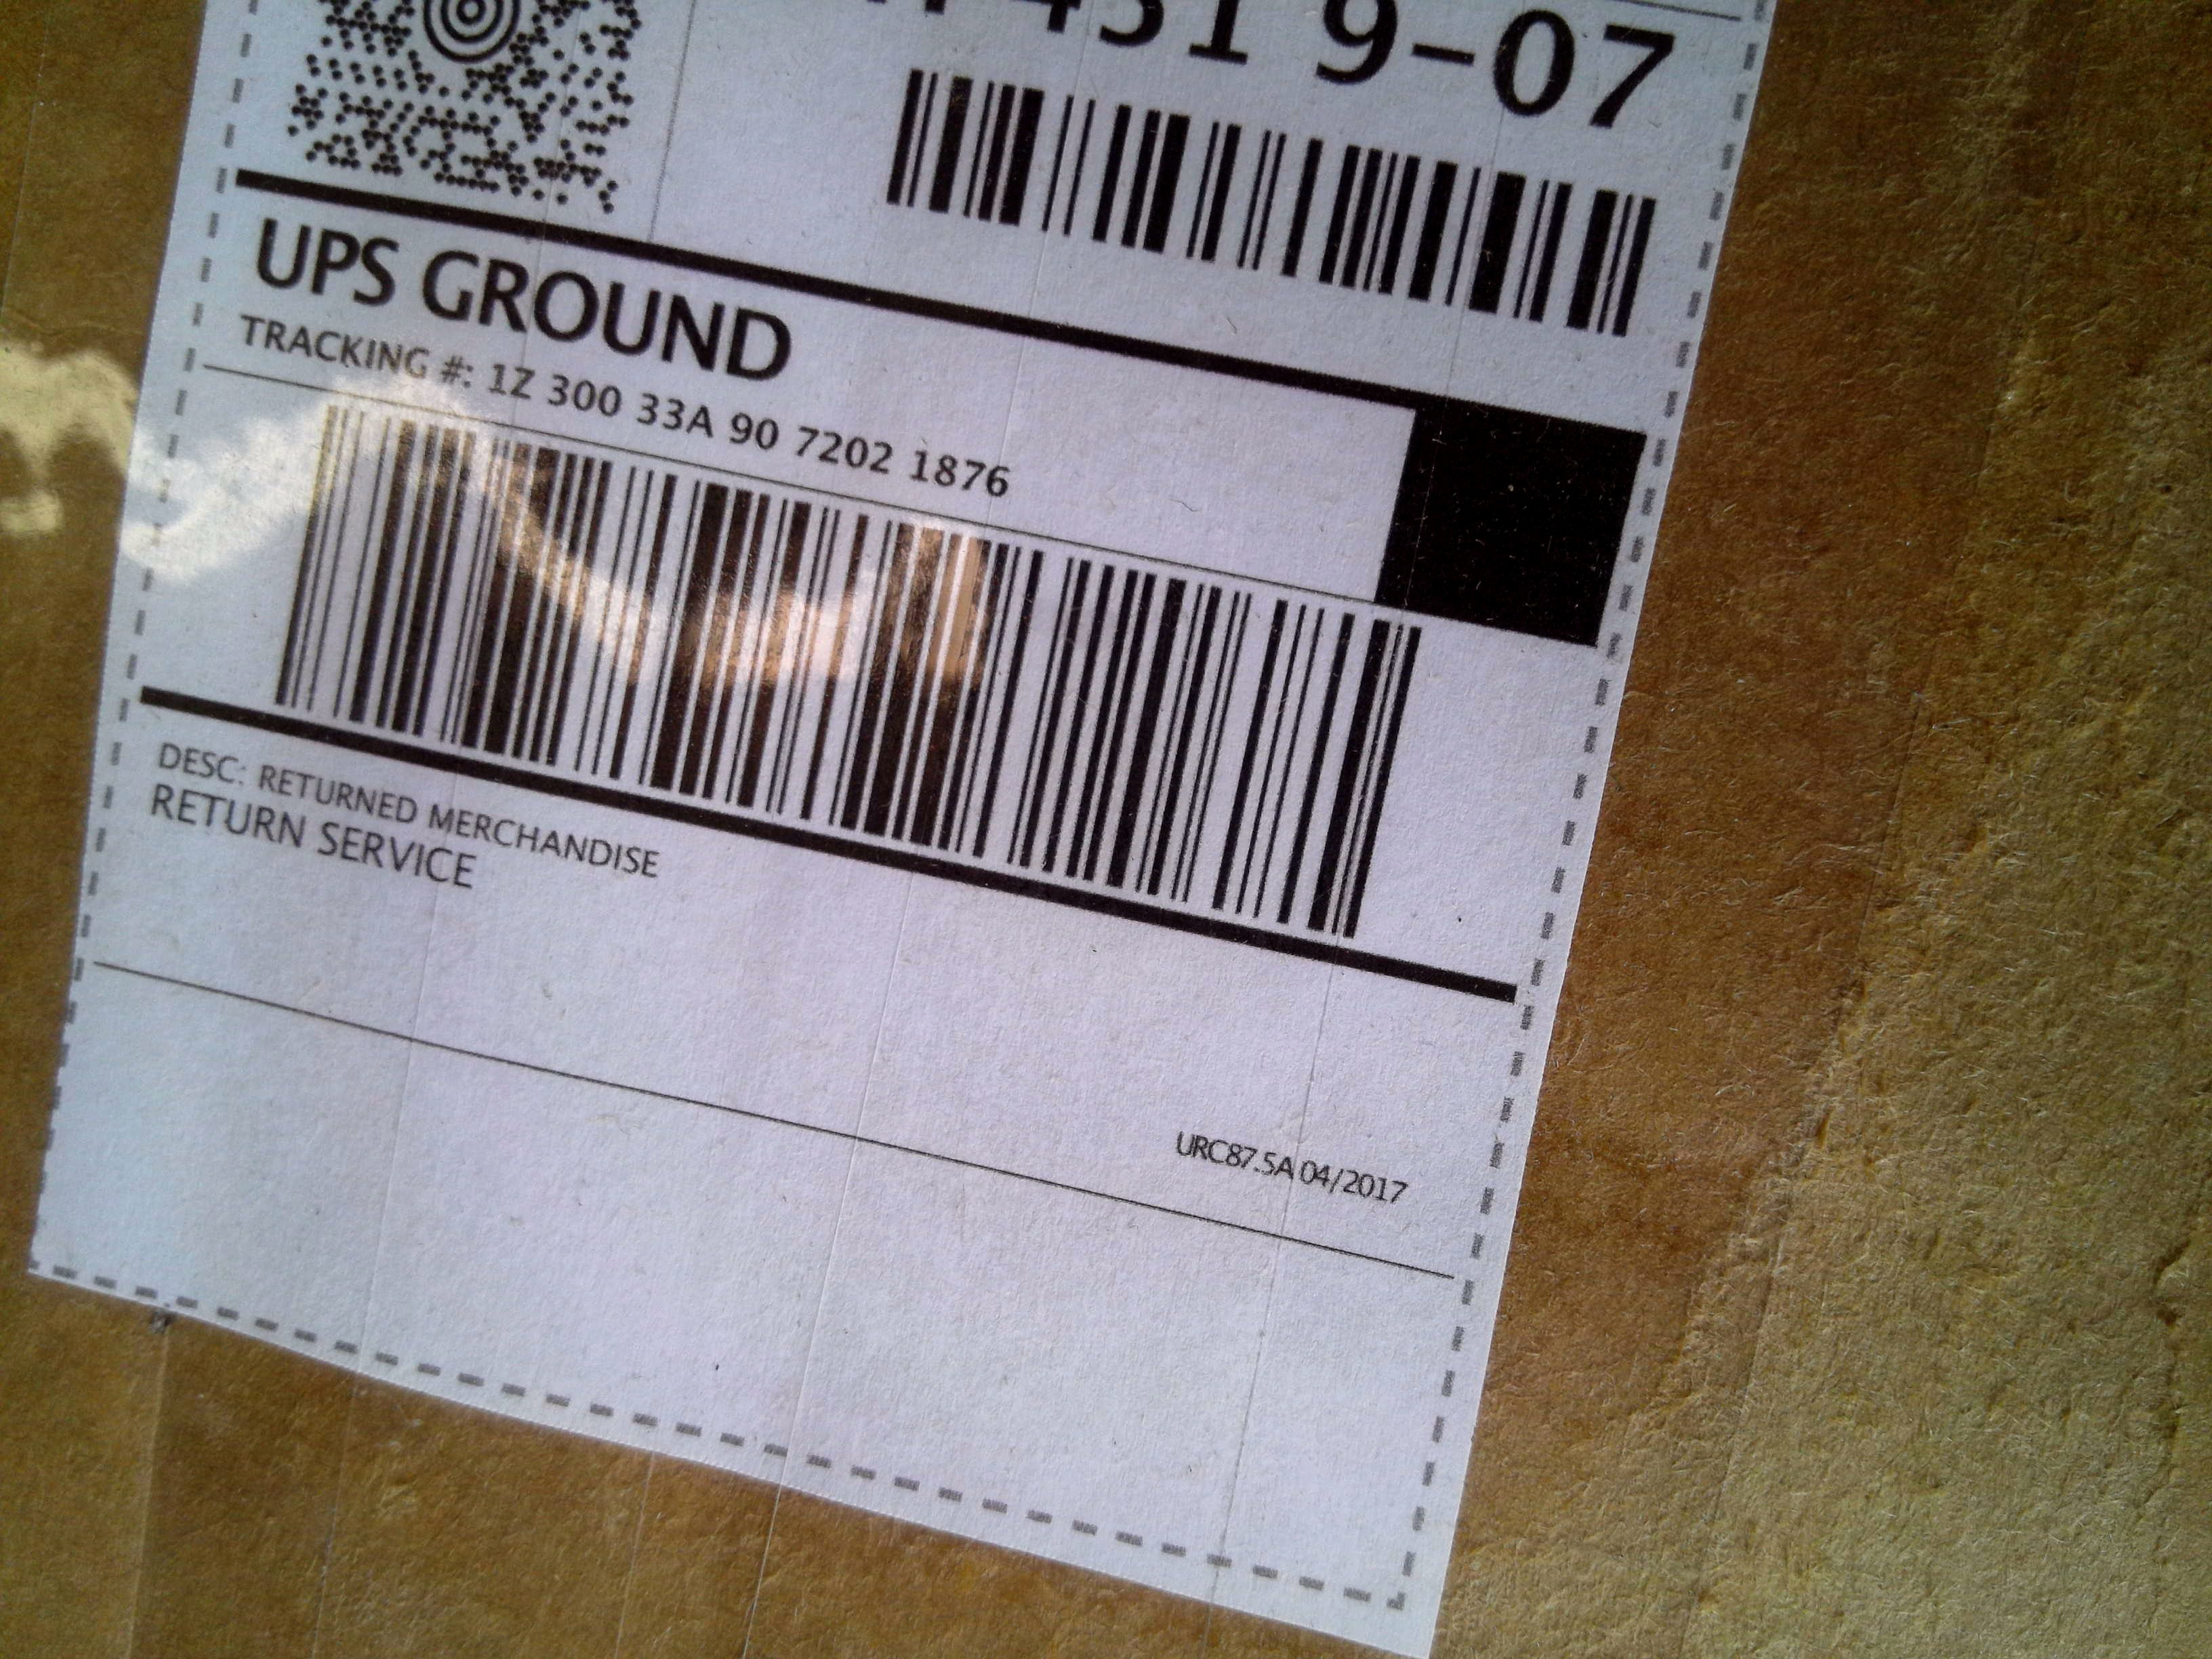 431 9-07
UPS GROUND
TRACKING #: 1Z 300 33A 90 7202 1876
DESC: RETURNED MERCHANDISE
RETURN SERVICE
URC87.5A 04/2017